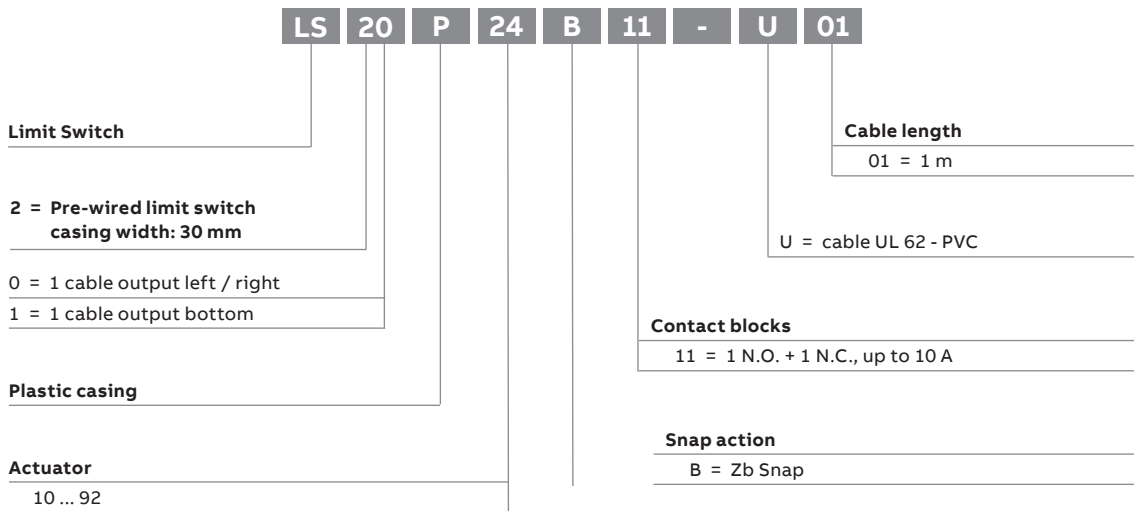 LS 20 P 24 B 11 - U 01
Limit Switch
2 = Pre-wired limit switch
casing width: 30 mm
0 = 1 cable output left / right
1 = 1 cable output bottom
Plastic casing
Actuator
10 ... 92
Cable length
01 = 1 m
U = cable UL 62 - PVC
Contact blocks
11 = 1 N.O. + 1 N.C., up to 10 A
Snap action
B = Zb Snap